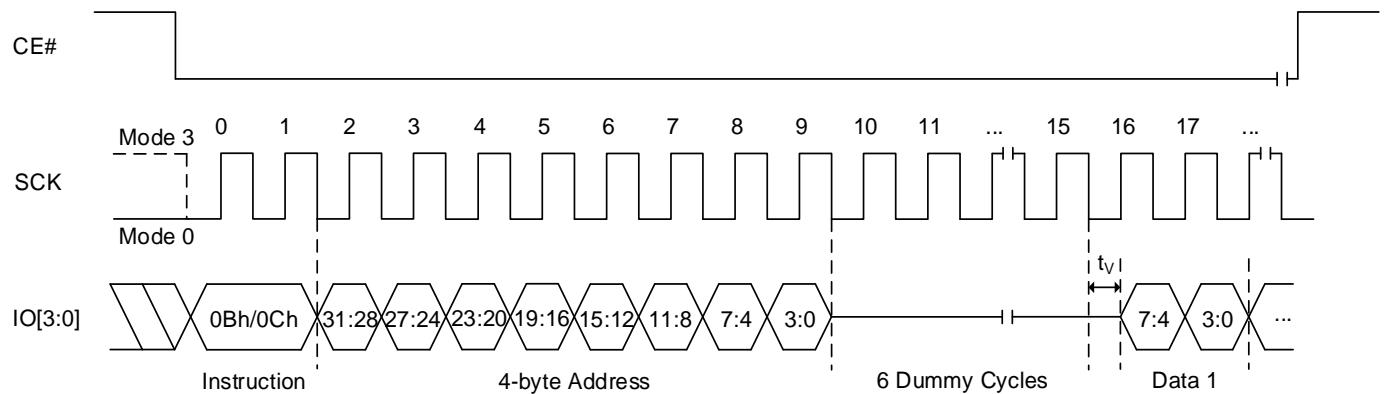 CE#
0 1 2 3 4 5 6 7 8 9 10 11 ... 15 16 17 ...
Mode 3
SCK
Mode 0
tV
IO[3:0] 0Bh/0Ch 31:28 27:24 23:20 19:16 15:12 11:8 7:4 3:0 7:4 3:0 ...
Instruction 4-byte Address 6 Dummy Cycles Data 1